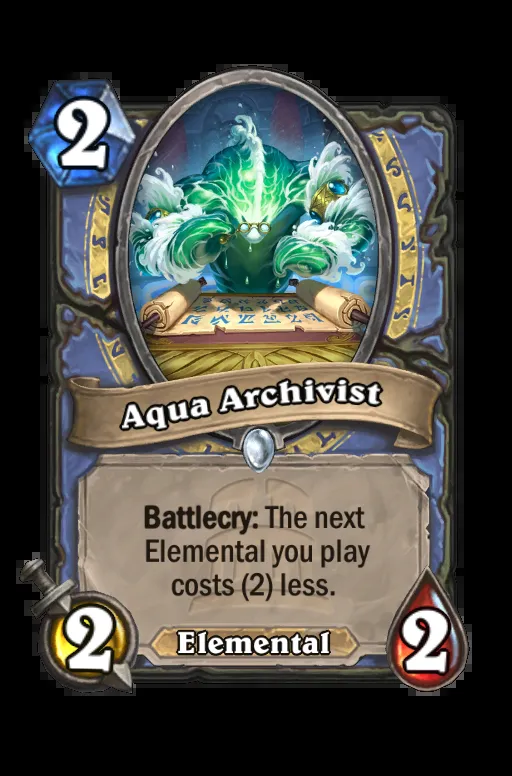 2
Aqua Archivist
Battlecry: The next
Elemental you play
costs (2) less.
2
Elemental
2